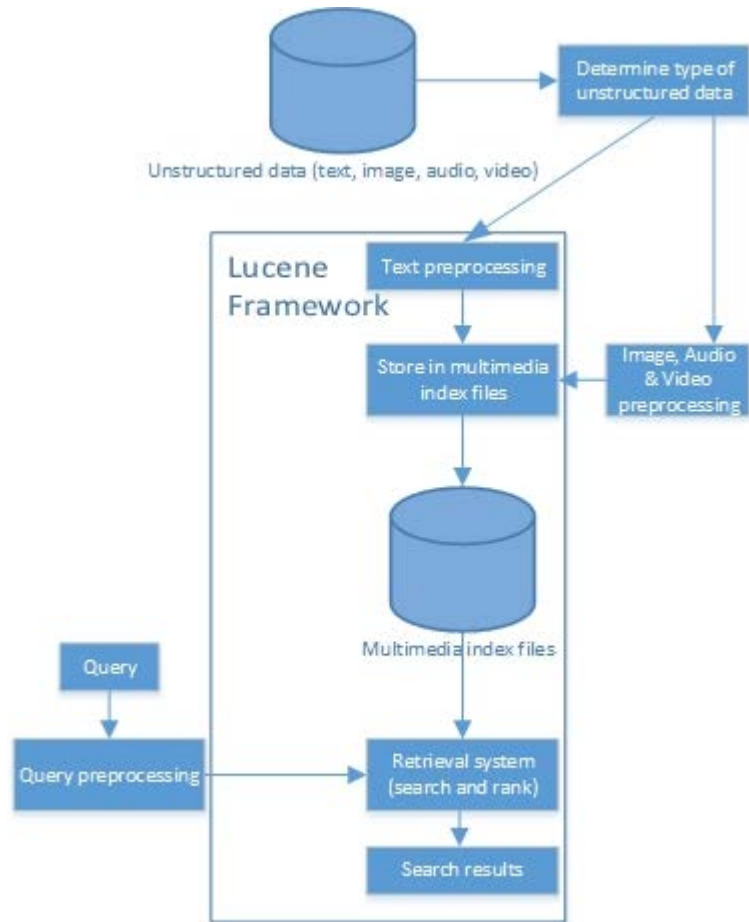 Determine type of
unstructured data
Unstructured data (text, image, audio, video)
Lucene
Framework
Text preprocessing
Store in multimedia
index files
Image, Audio
& Video
preprocessing
Multimedia index files
Query
Query preprocessing
Retrieval system
(search and rank)
Search results